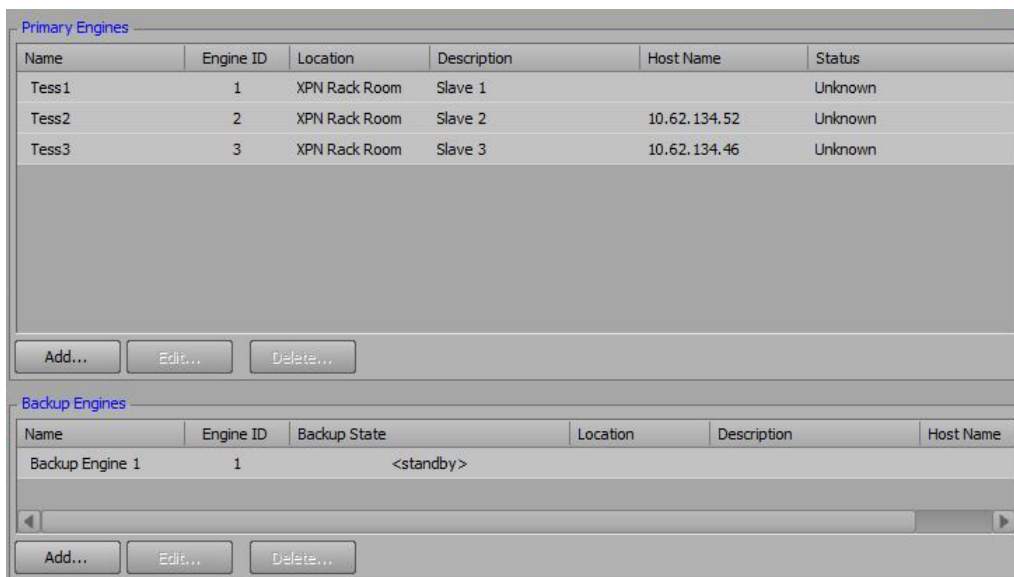 Primary Engines
Name Engine ID Location Description Host Name Status
Tess1 1 XPN Rack Room Slave 1 Unknown
Tess2 2 XPN Rack Room Slave 2 10.62.134.52 Unknown
Tess3 3 XPN Rack Room Slave 3 10.62.134.46 Unknown
Add... Edit... Delete...
Backup Engines
Name Engine ID Backup State Location Description Host Name
Backup Engine 1 1 <standby>
Add... Edit... Delete...